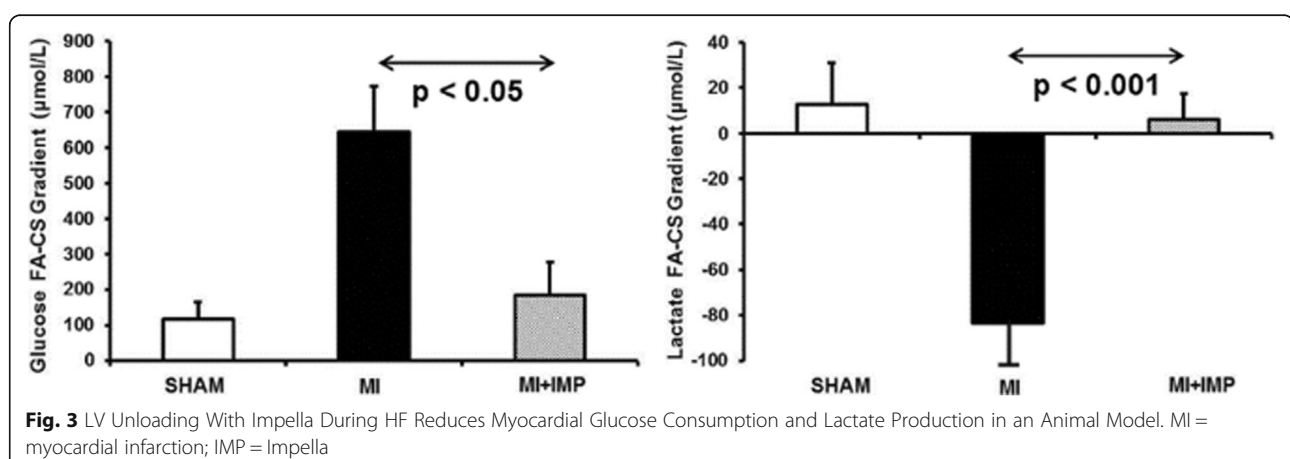 Glucose FA-CS Gradient (µmol/L)
900
800
700
600
500
400
300
200
100
0
p < 0.05
SHAM
MI
MI+IMP
Lactate FA-CS Gradient (µmol/L)
40
20
0
-20
-40
-60
-80
-100
p < 0.001
SHAM
MI
MI+IMP
Fig. 3 LV Unloading With Impella During HF Reduces Myocardial Glucose Consumption and Lactate Production in an Animal Model. MI =
myocardial infarction; IMP = Impella